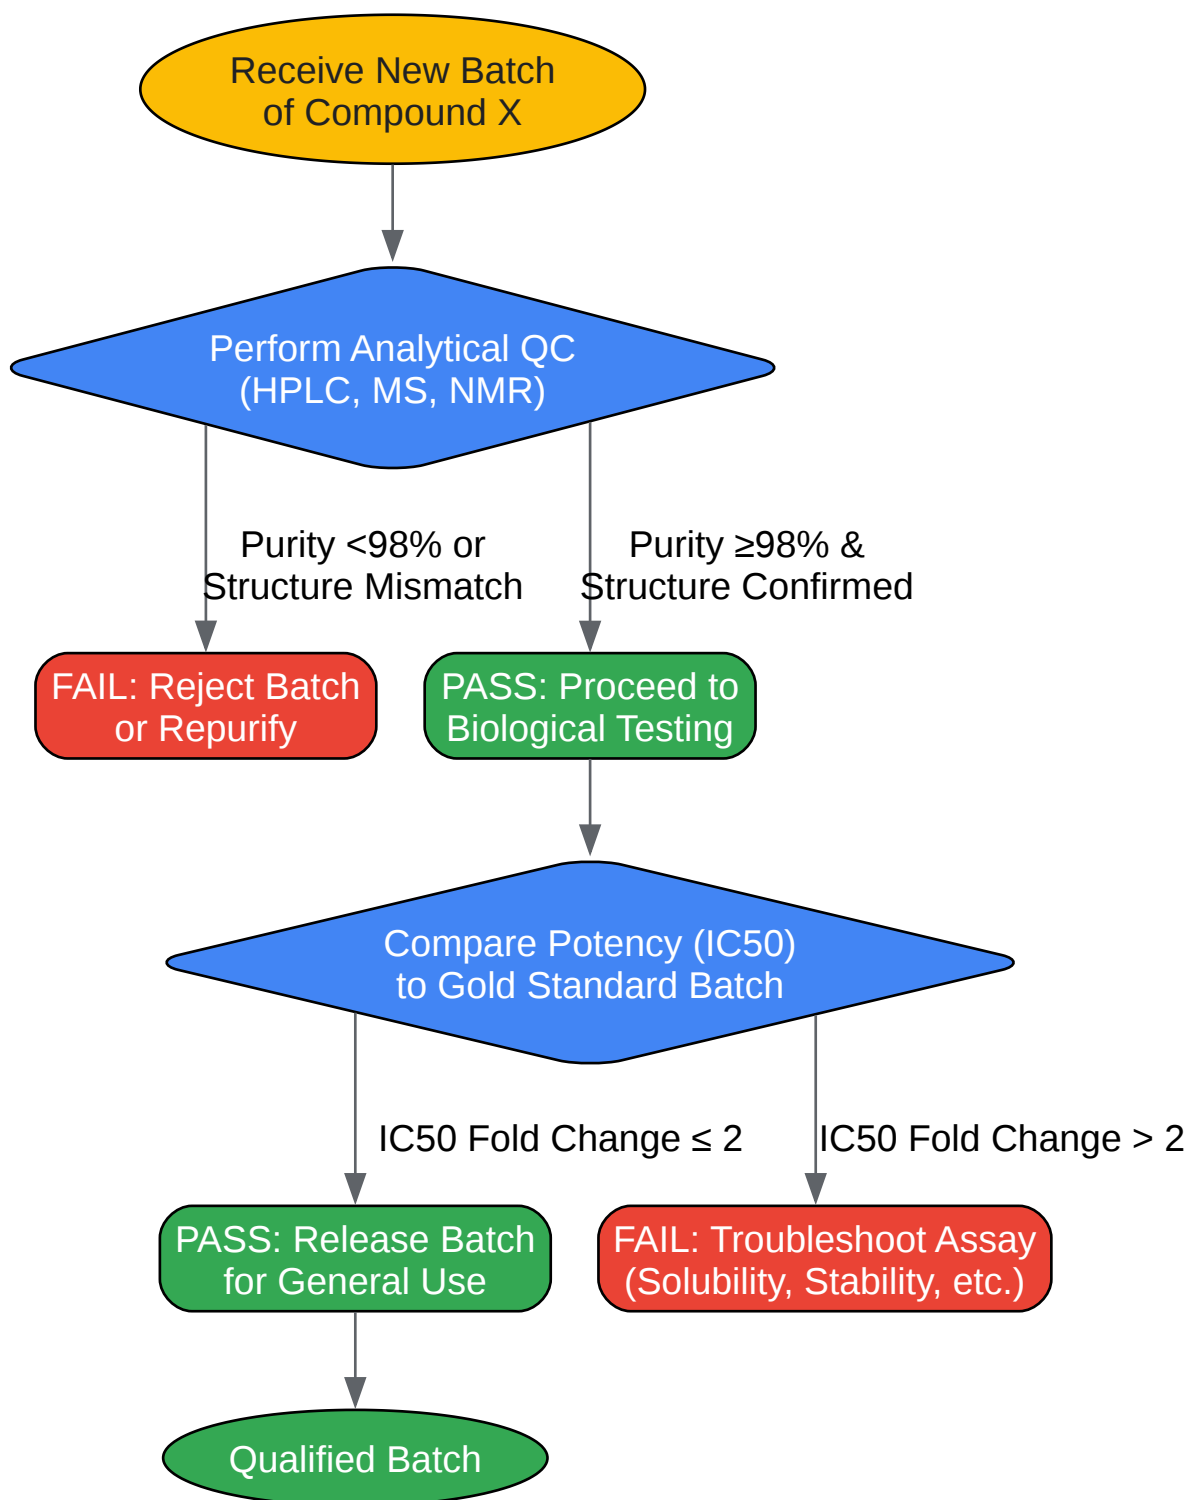 Receive New Batch
of Compound X
Perform Analytical QC
(HPLC, MS, NMR)
Purity <98% or
Structure Mismatch
Purity ≥98% &
Structure Confirmed
FAIL: Reject Batch
or Repurify
PASS: Proceed to
Biological Testing
Compare Potency (IC50)
to Gold Standard Batch
IC50 Fold Change ≤ 2
IC50 Fold Change > 2
PASS: Release Batch
for General Use
FAIL: Troubleshoot Assay
(Solubility, Stability, etc.)
Qualified Batch